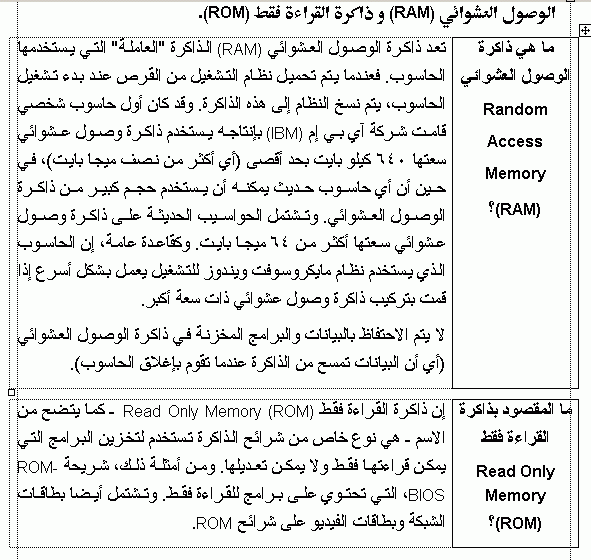 الوصول العشوائي (RAM) و ذاكرة القراءة فقط (ROM).
ما هي ذاكرة
الوصول العشوائي
Random
Access
Memory
(RAM)؟
تعد ذاكرة الوصول العشوائي (RAM) الذاكرة "العاملة" التي يستخدمها
الحاسوب. فعندما يتم تحميل نظام التشغيل من القرص عند بدء تشغيل
الحاسوب، يتم نسخ النظام إلى هذه الذاكرة. وقد كان أول حاسوب شخصي
قامت شركة آي بي إم (IBM) بإنتاجه يستخدم ذاكرة وصول عشوائي
سعتها ٦٤٠ كيلو بايت بحد أقصى (أي أكثر من نصف ميجا بايت)، في
حين أن أي حاسوب حديث يمكنه أن يستخدم حجم كبير من ذاكرة
الوصول العشوائي. وتشتمل الحواسيب الحديثة على ذاكرة وصول
عشوائي سعتها أكثر من ٦٤ ميجا بايت. وكقاعدة عامة، إن الحاسوب
الذي يستخدم نظام مايكروسوفت ويندوز للتشغيل يعمل بشكل أسرع إذا
قمت بتركيب ذاكرة وصول عشوائي ذات سعة أكبر.
لا يتم الاحتفاظ بالبيانات والبرامج المخزنة في ذاكرة الوصول العشوائي
(أي أن البيانات تمسح من الذاكرة عندما تقوم بإغلاق الحاسوب).
ما المقصود بذاكرة
القراءة فقط
Read Only
Memory
(ROM)؟
إن ذاكرة القراءة فقط Read Only Memory (ROM) ـ كما يتضح من
الاسم ـ هي نوع خاص من شرائح الذاكرة تستخدم لتخزين البرامج التي
يمكن قراءتها فقط ولا يمكن تعديلها. ومن أمثلة ذلك، شريحة ROM-
BIOS، التي تحتوي على برامج للقراءة فقط. وتشتمل أيضا بطاقات
الشبكة وبطاقات الفيديو على شرائح ROM.